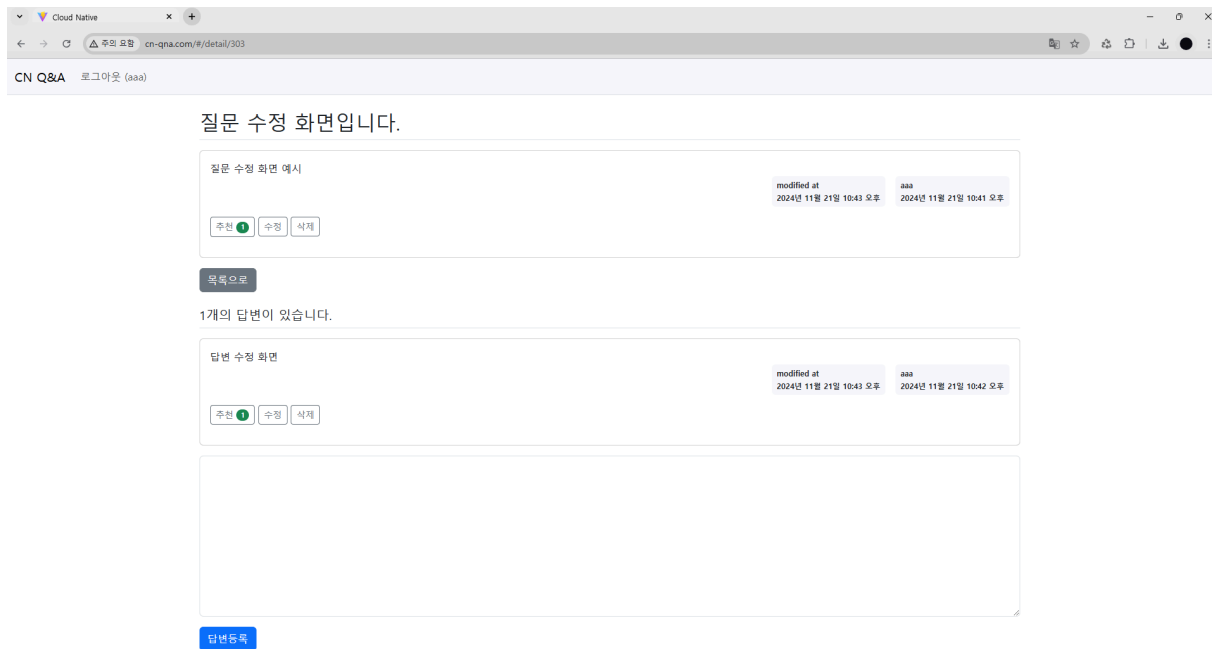 Cloud Native
주의 요함 cn-qna.com/#/detail/303
CN Q&A 로그아웃 (aaa)
질문 수정 화면입니다.
질문 수정 화면 예시
modified at
2024년 11월 21일 10:43 오후
aaa
2024년 11월 21일 10:41 오후
추천 1 수정 삭제
목록으로
1개의 답변이 있습니다.
답변 수정 화면
modified at
2024년 11월 21일 10:43 오후
aaa
2024년 11월 21일 10:42 오후
추천 1 수정 삭제
답변등록